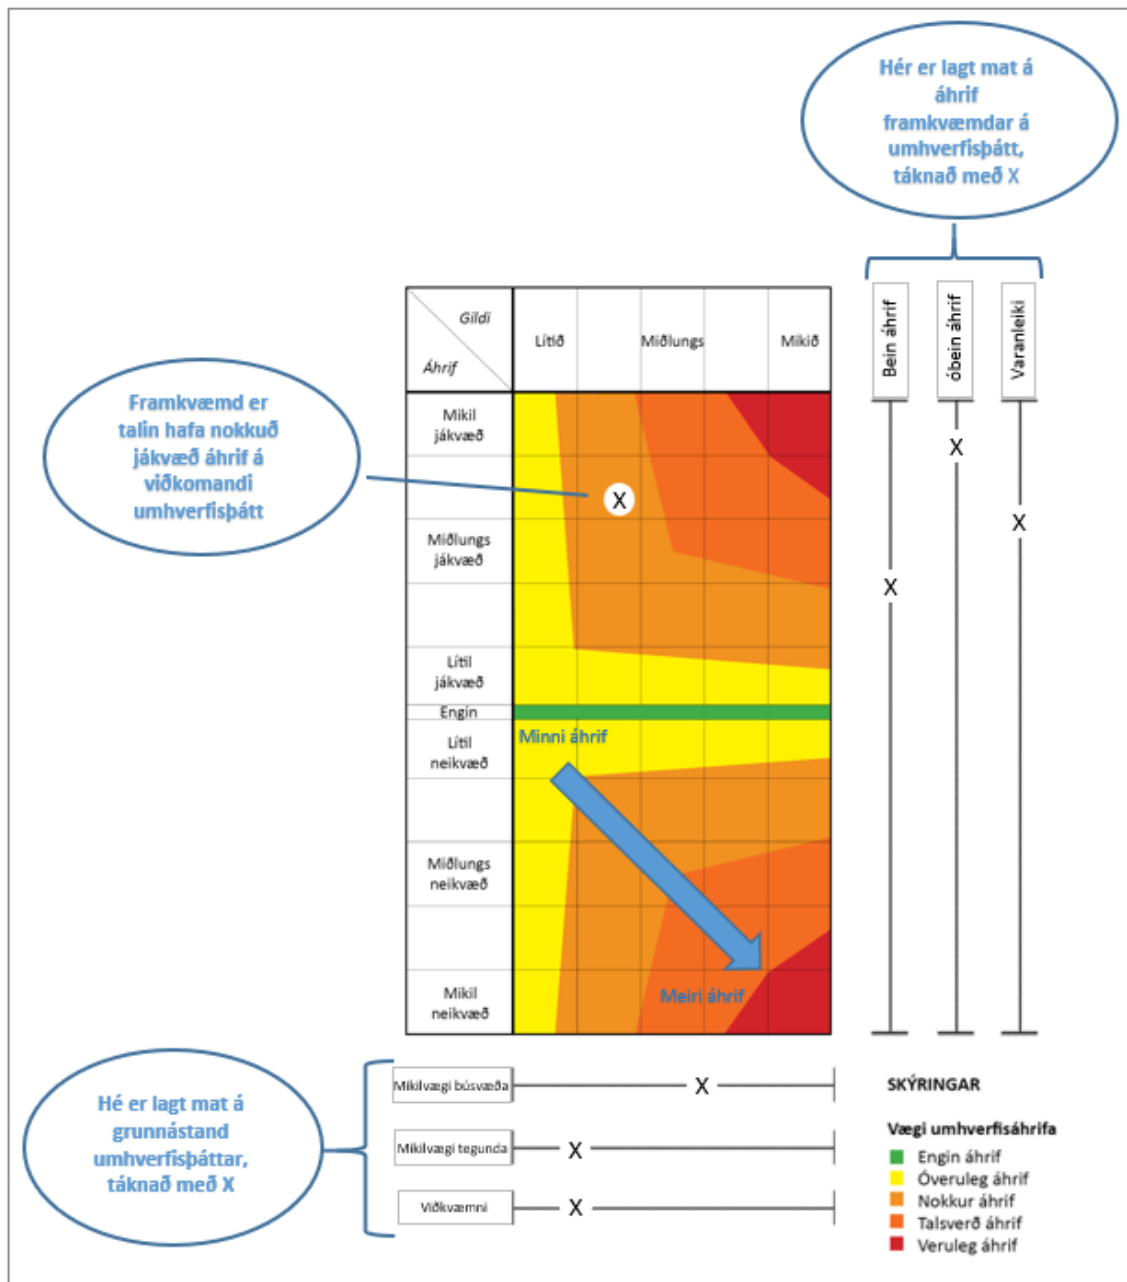 Hér er lagt mat á
áhrif
framkvæmdar á
umhverfisþátt,
táknað með X
Bein áhrif
óbein áhrif
Varanleiki
Gildi
Áhrif
Lítið
Miðlungs
Mikið
Framkvæmd er
talin hafa nokkuð
jákvæð áhrif á
viðkomandi
umhverfisþátt
Mikil
jákvæð
X
X
X
X
Miðlungs
jákvæð
Lítil
jákvæð
Engin
Lítil
neikvæð
Minni áhrif
Miðlungs
neikvæð
Mikil
neikvæð
Meiri áhrif
Hé er lagt mat á
grunnástand
umhverfisþáttar,
táknað með X
Mikilvægi búsvæða
X
Mikilvægi tegunda
X
Viðkvæmni
X
SKÝRINGAR
Vægi umhverfisáhrifa
Engin áhrif
Óveruleg áhrif
Nokkur áhrif
Talsverð áhrif
Veruleg áhrif